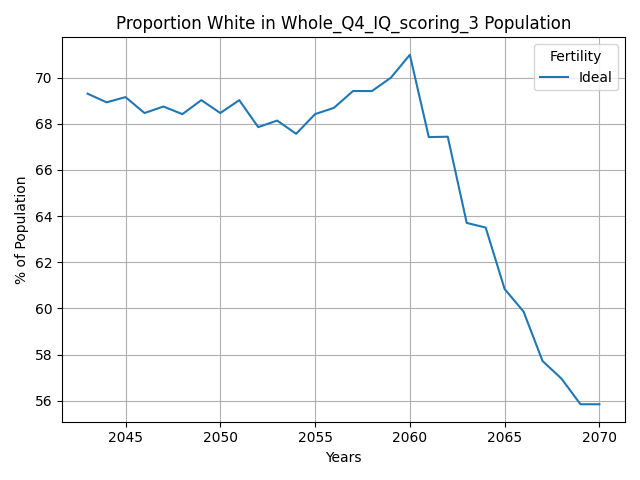 Proportion White in Whole_Q4_IQ_scoring_3 Population
Fertility
Ideal
% of Population
70
68
66
64
62
60
58
56
2045 2050 2055 2060 2065 2070
Years